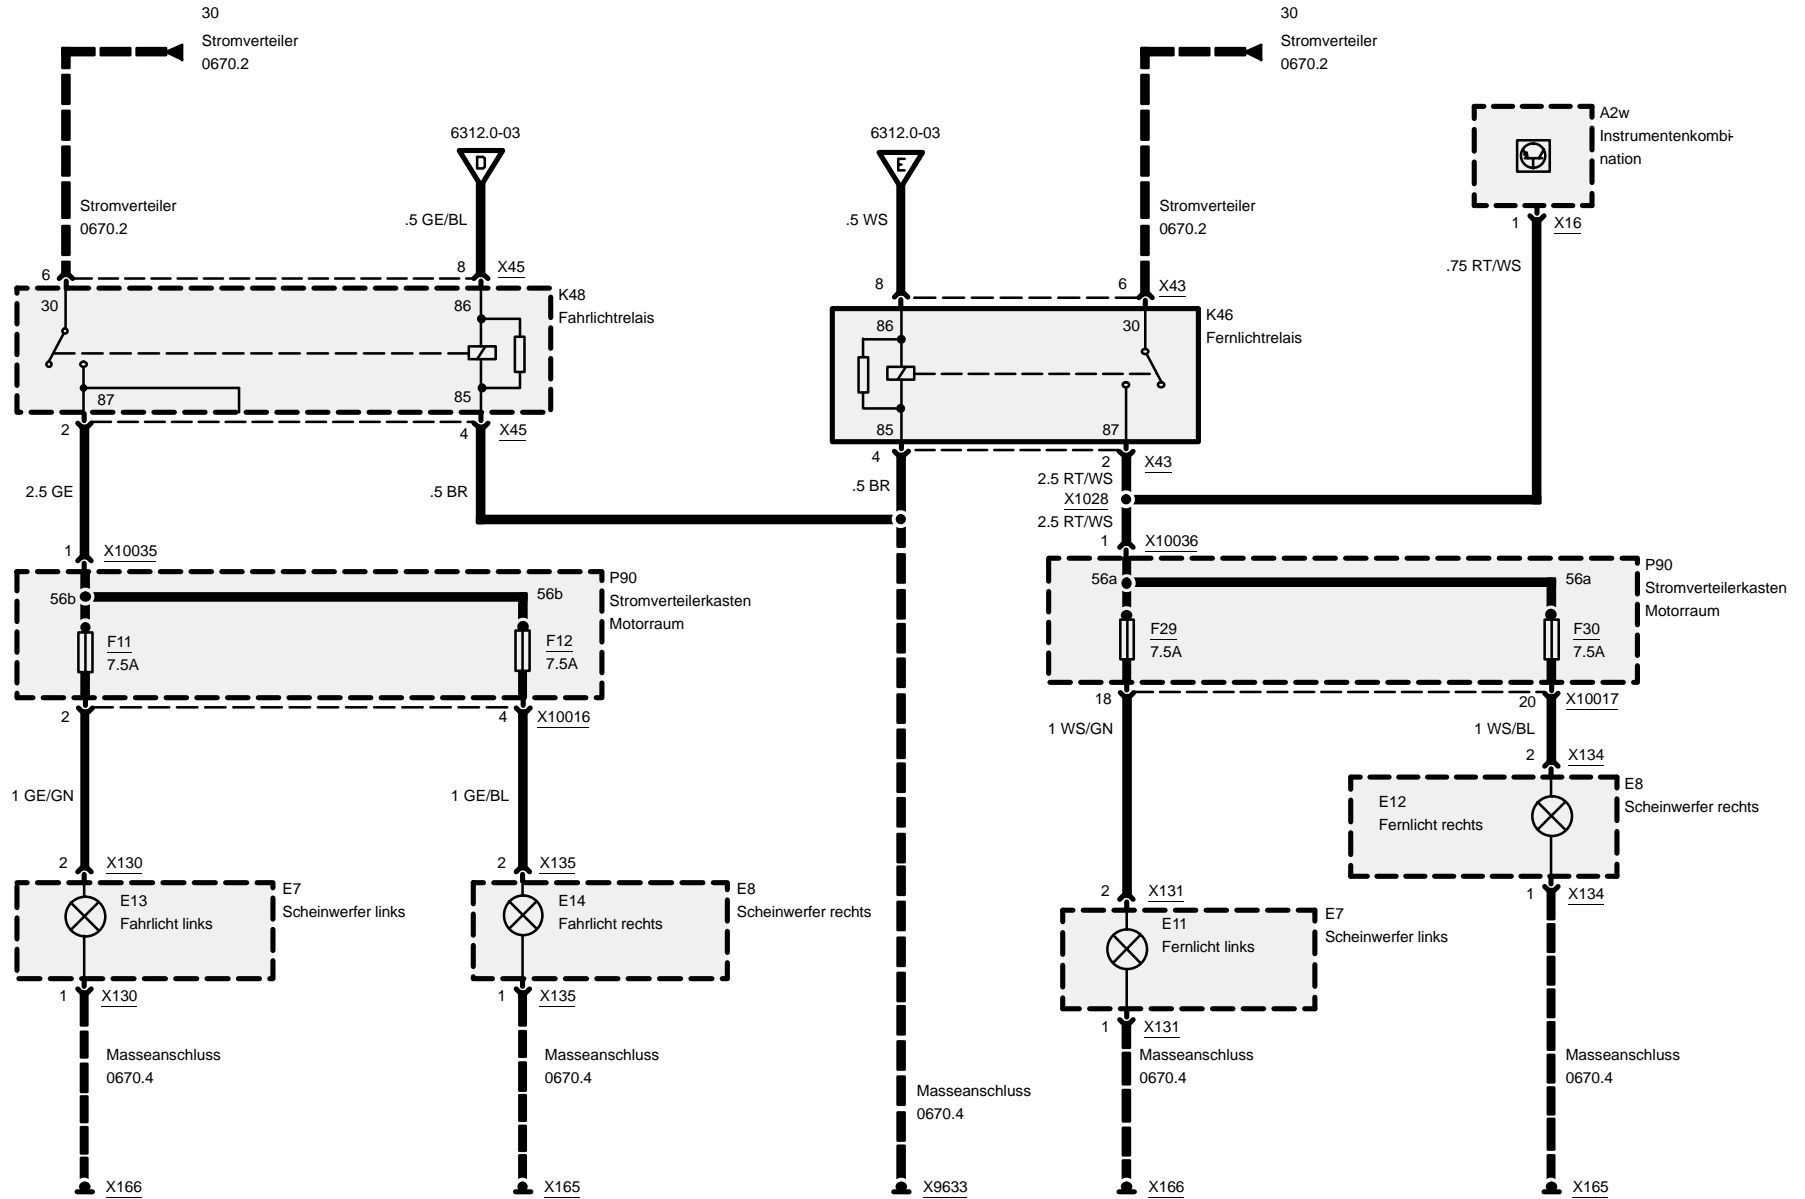 30
Stromverteiler
0670.2
30
Stromverteiler
0670.2
A2w
Instrumentenkombi-
nation
6312.0-03
D
6312.0-03
E
Stromverteiler
0670.2
.5 GE/BL
.5 WS
Stromverteiler
0670.2
1
X16
.75 RT/WS
6
8
X45
8
6
X43
K48
Fahrlichtrelais
30
86
87
85
K46
Fernlichtrelais
86
30
85
87
2
4
X45
4
2
X43
2.5 GE
.5 BR
.5 BR
2.5 RT/WS
X1028
2.5 RT/WS
1
X10035
1
X10036
P90
Stromverteilerkasten
Motorraum
56b
56b
F11
7.5A
F12
7.5A
P90
Stromverteilerkasten
Motorraum
56a
56a
F29
7.5A
F30
7.5A
2
4
X10016
18
20
X10017
1 GE/GN
1 GE/BL
1 WS/GN
1 WS/BL
2
X134
E8
Scheinwerfer rechts
E12
Fernlicht rechts
1
X134
2
X130
2
X135
2
X131
E7
Scheinwerfer links
E13
Fahrlicht links
E8
Scheinwerfer rechts
E14
Fahrlicht rechts
E7
Scheinwerfer links
E11
Fernlicht links
1
X130
1
X135
1
X131
Masseanschluss
0670.4
Masseanschluss
0670.4
Masseanschluss
0670.4
Masseanschluss
0670.4
Masseanschluss
0670.4
X166
X165
X9633
X166
X165